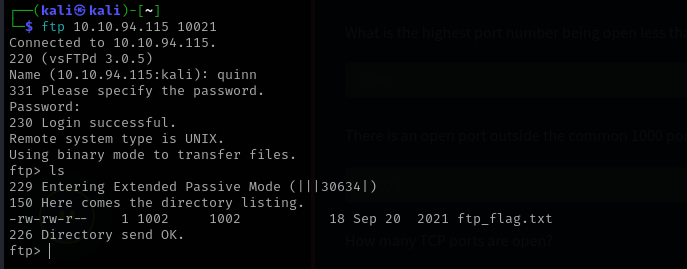 ┌──(kali㉿kali)-[~]
└─$ ftp 10.10.94.115 10021
Connected to 10.10.94.115.
220 (vsFTPd 3.0.5)
Name (10.10.94.115:kali): quinn
331 Please specify the password.
Password:
230 Login successful.
Remote system type is UNIX.
Using binary mode to transfer files.
ftp> ls
229 Entering Extended Passive Mode (|||30634|)
150 Here comes the directory listing.
-rw-rw-r--    1 1002     1002           18 Sep 20  2021 ftp_flag.txt
226 Directory send OK.
ftp>
What is the highest port number being open less tha
There is an open port outside the common 1000 po
How many TCP ports are open?